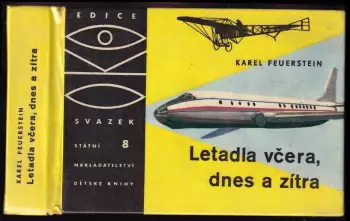 KAREL FEUERSTEIN
Letadla včera, dnes a zítra
EDICE
OKO
SVAZEK
8
STÁTNÍ
NAKLADATELSTVÍ
DĚTSKÉ KNIHY
KAREL FEUERSTEIN
Letadla včera,
dnes a zítra